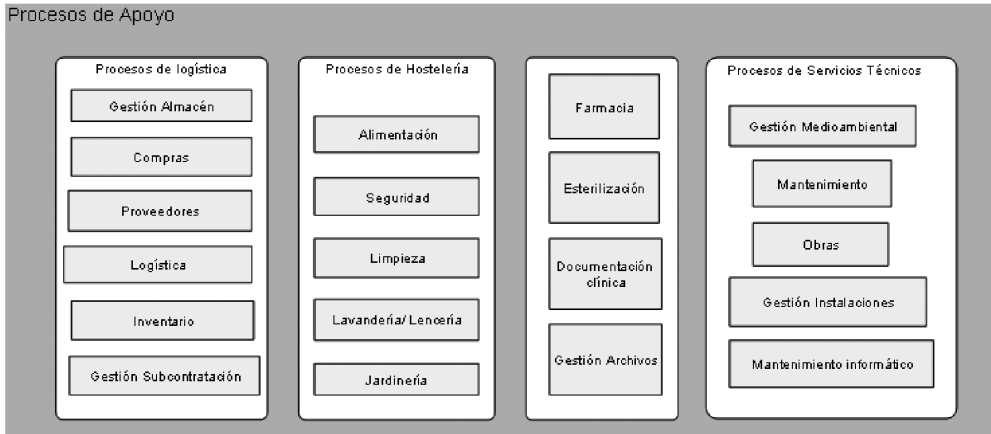 Procesos de Apoyo
Procesos de logística
Gestión Almacén
Compras
Proveedores
Logística
Inventario
Gestión Subcontratación
Procesos de Hostelería
Alimentación
Seguridad
Limpieza
Lavandería/ Lencería
Jardinería
Farmacia
Esterilización
Documentación
clínica
Gestión Archivos
Procesos de Servicios Técnicos
Gestión Medioambiental
Mantenimiento
Obras
Gestión Instalaciones
Mantenimiento informático